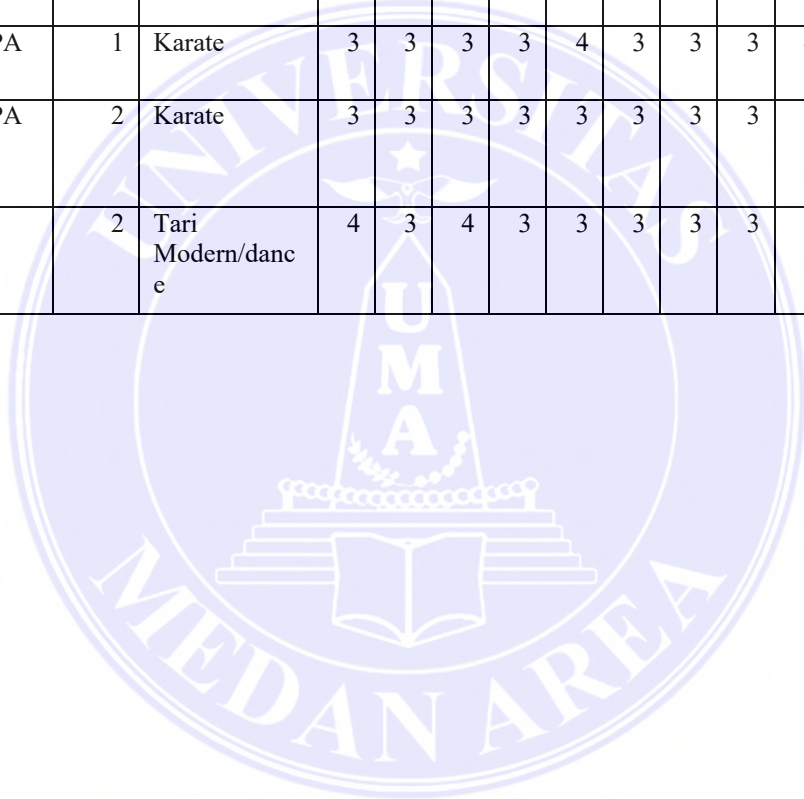 PA 1 Karate 3 3 3 3 4 3 3 3
PA 2 Karate 3 3 3 3 3 3 3 3
2 Tari 4 3 4 3 3 3 3 3
Modern/danc
e
UNIVERSITAS
U
M
A
MEDAN AREA